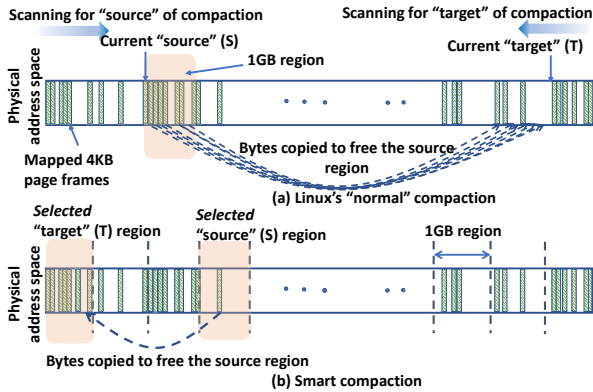 Scanning for “source” of compaction
Scanning for “target” of compaction
Current “source” (S)
Current “target” (T)
1GB region
Physical
address space
Mapped 4KB
page frames
Bytes copied to free the source
region
(a) Linux’s “normal” compaction
Selected
“target” (T) region
Selected
“source” (S) region
1GB region
Physical
address space
Bytes copied to free the source region
(b) Smart compaction